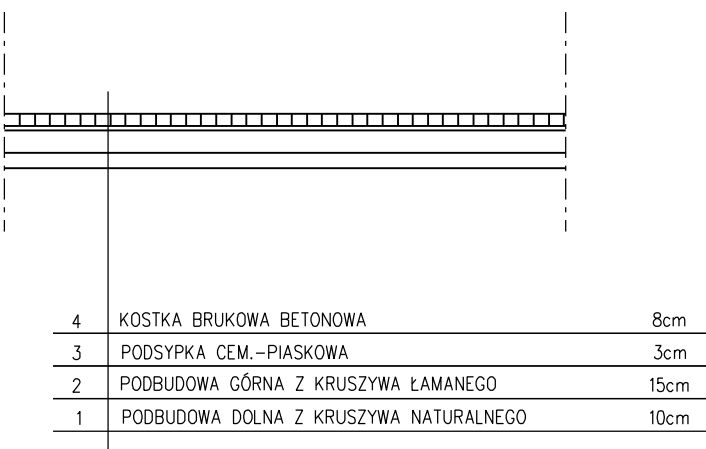 4 KOSTKA BRUKOWA BETONOWA 8cm
3 PODSYPKA CEM.-PIASKOWA 3cm
2 PODBUDOWA GÓRNA Z KRUSZYWA ŁAMANEGO 15cm
1 PODBUDOWA DOLNA Z KRUSZYWA NATURALNEGO 10cm